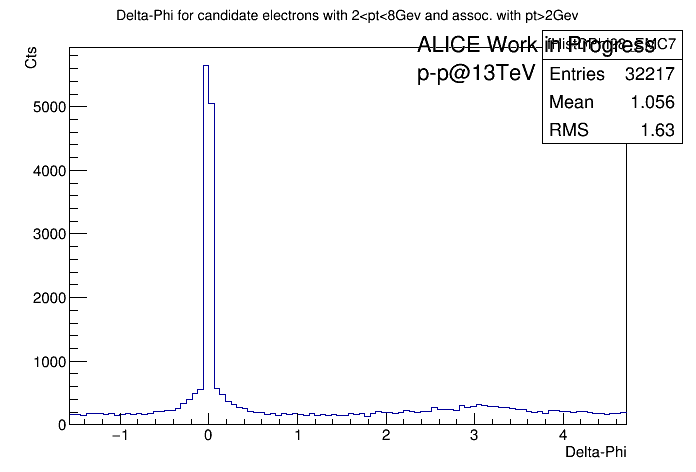 Delta-Phi for candidate electrons with 2<pt<8Gev and assoc. with pt>2Gev
Cts
ALICE Work in Progress
p-p@13TeV
Entries 32217
Mean 1.056
RMS 1.63
5000
4000
3000
2000
1000
0
−1 0 1 2 3 4
Delta-Phi